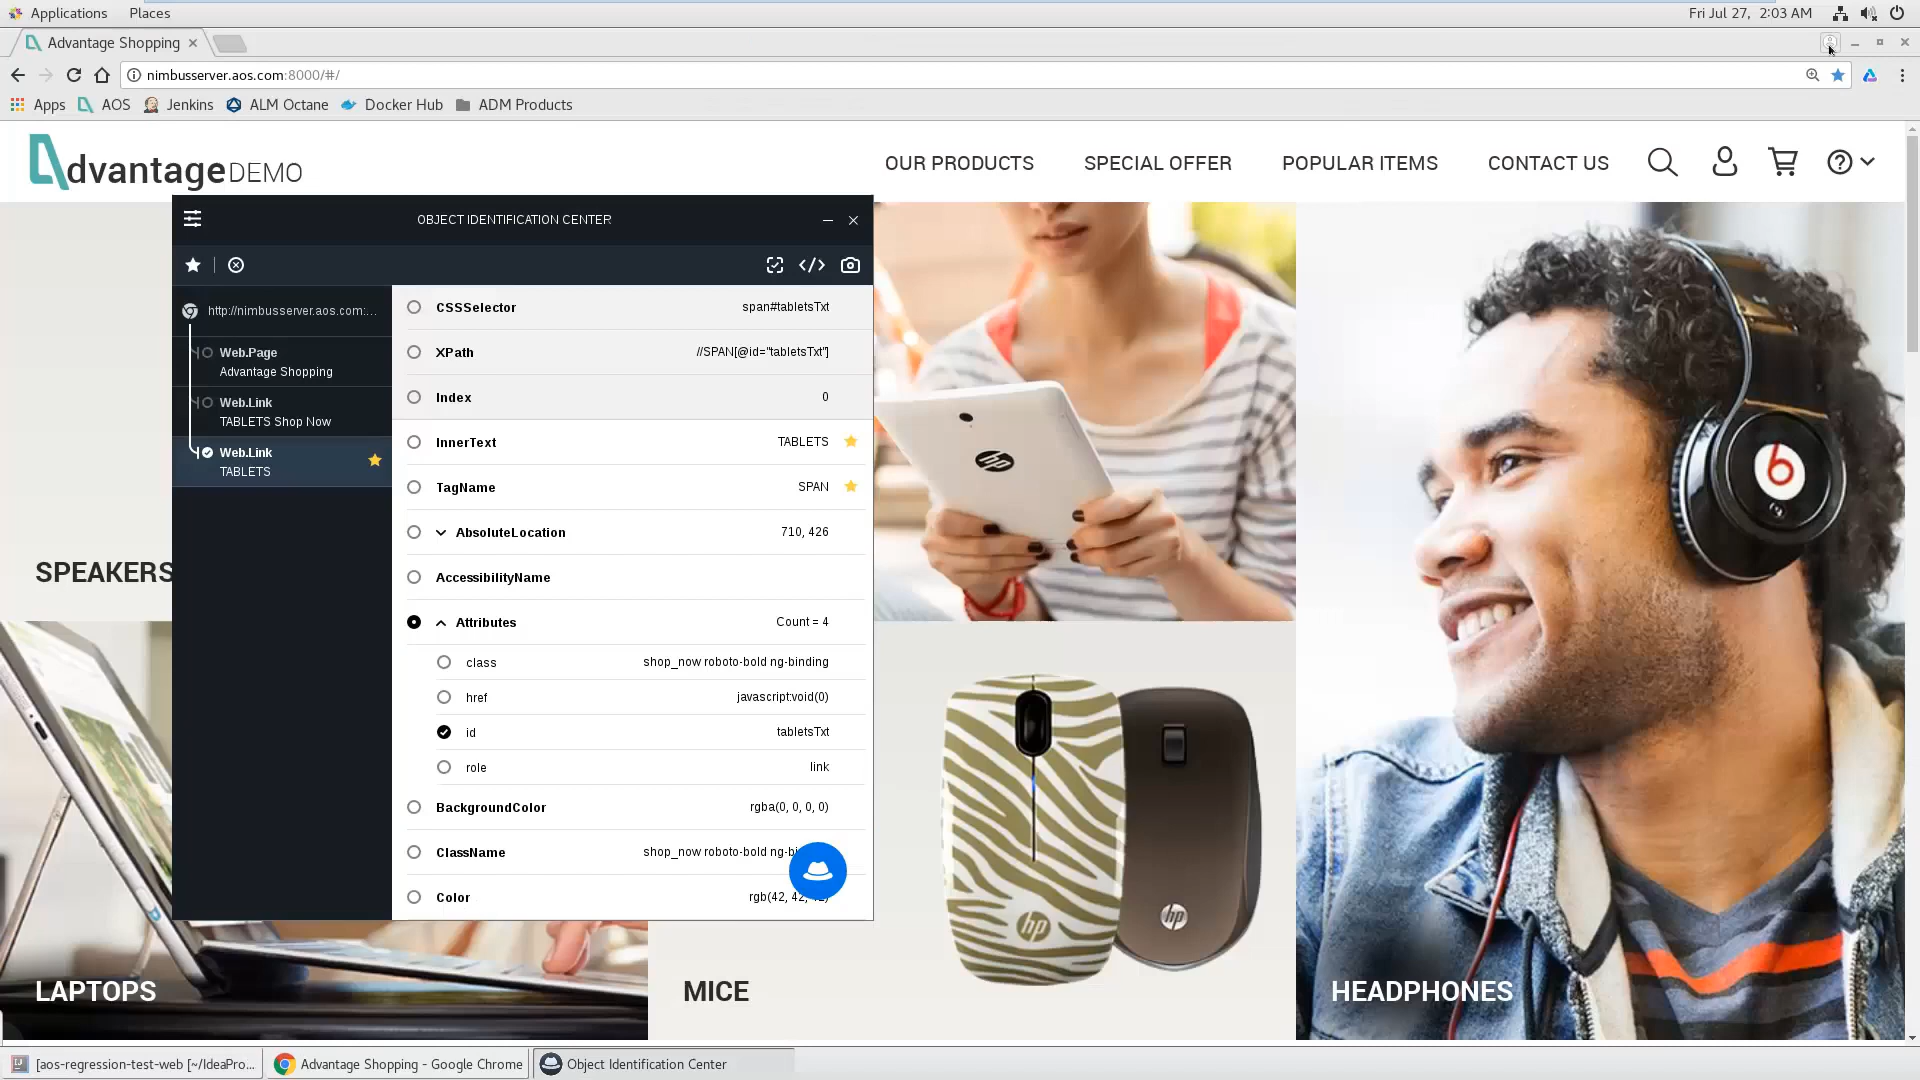 Applications Places Fri Jul 27, 2:03 AM
Advantage Shopping
nimbusserver.aos.com:8000/#/
Apps AOS Jenkins ALM Octane Docker Hub ADM Products
dvantage DEMO OUR PRODUCTS SPECIAL OFFER POPULAR ITEMS CONTACT US
OBJECT IDENTIFICATION CENTER
http://nimbusserver.aos.com:...
Web.Page
Advantage Shopping
Web.Link
TABLETS Shop Now
Web.Link
TABLETS
CSSSelector span#tabletsTxt
XPath //SPAN[@id="tabletsTxt"]
Index 0
InnerText TABLETS
TagName SPAN
AbsoluteLocation 710, 426
AccessibilityName
Attributes Count = 4
class shop_now roboto-bold ng-binding
href javascript:void(0)
id tabletsTxt
role link
BackgroundColor rgba(0, 0, 0, 0)
ClassName shop_now roboto-bold
Color rgb(42,
SPEAKERS
LAPTOPS
MICE
HEADPHONES
hp
hp
hp
[aos-regression-test-web [~/IdeaPro... Advantage Shopping - Google Chrome Object Identification Center